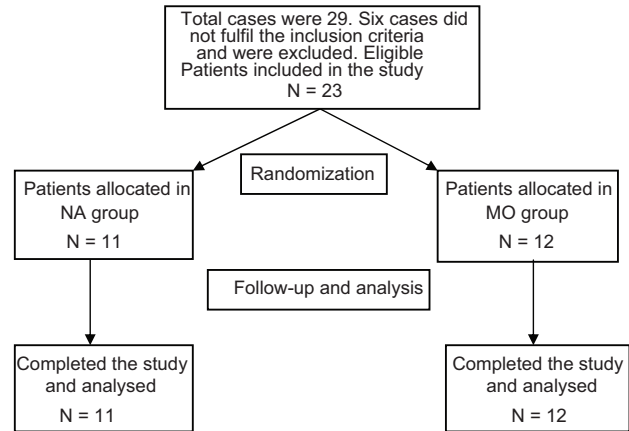 Total cases were 29. Six cases did
not fulfil the inclusion criteria
and were excluded. Eligible
Patients included in the study
N = 23
Randomization
Patients allocated in
NA group
N = 11
Patients allocated in
MO group
N = 12
Follow-up and analysis
Completed the study
and analysed
N = 11
Completed the study
and analysed
N = 12